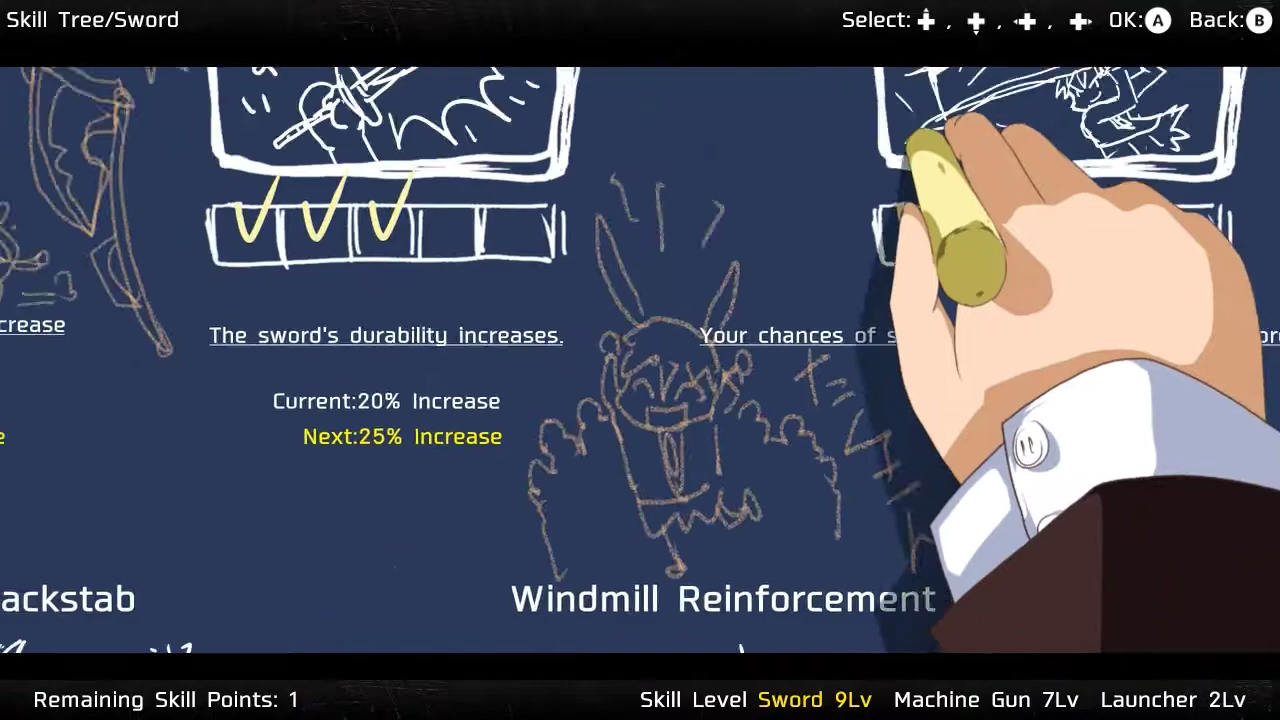 Skill Tree/Sword
Select: , , , OK:A Back:B
crease
The sword's durability increases.
Your chances of s
Current:20% Increase
Next:25% Increase
ackstab
Windmill Reinforcement
Remaining Skill Points: 1
Skill Level Sword 9Lv Machine Gun 7Lv Launcher 2Lv